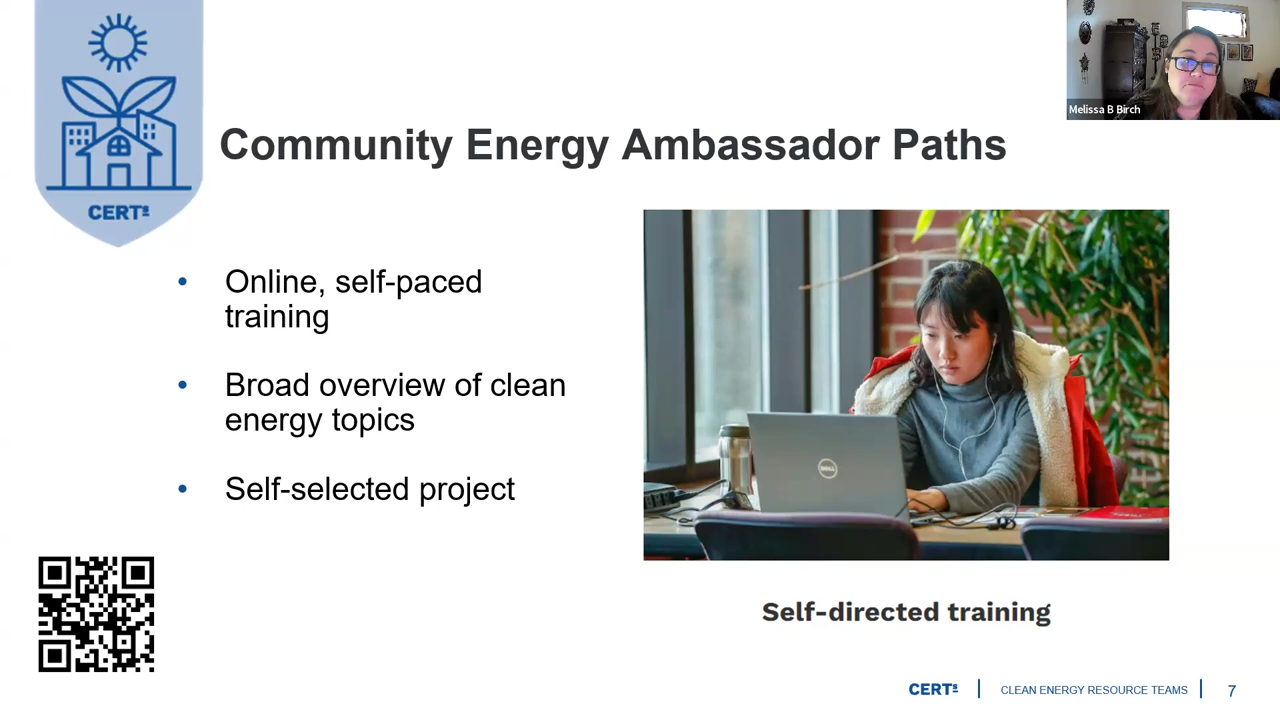 Melissa B Birch
Community Energy Ambassador Paths
CERTs
• Online, self-paced
training
• Broad overview of clean
energy topics
• Self-selected project
DELL
Self-directed training
CERTs
CLEAN ENERGY RESOURCE TEAMS
7